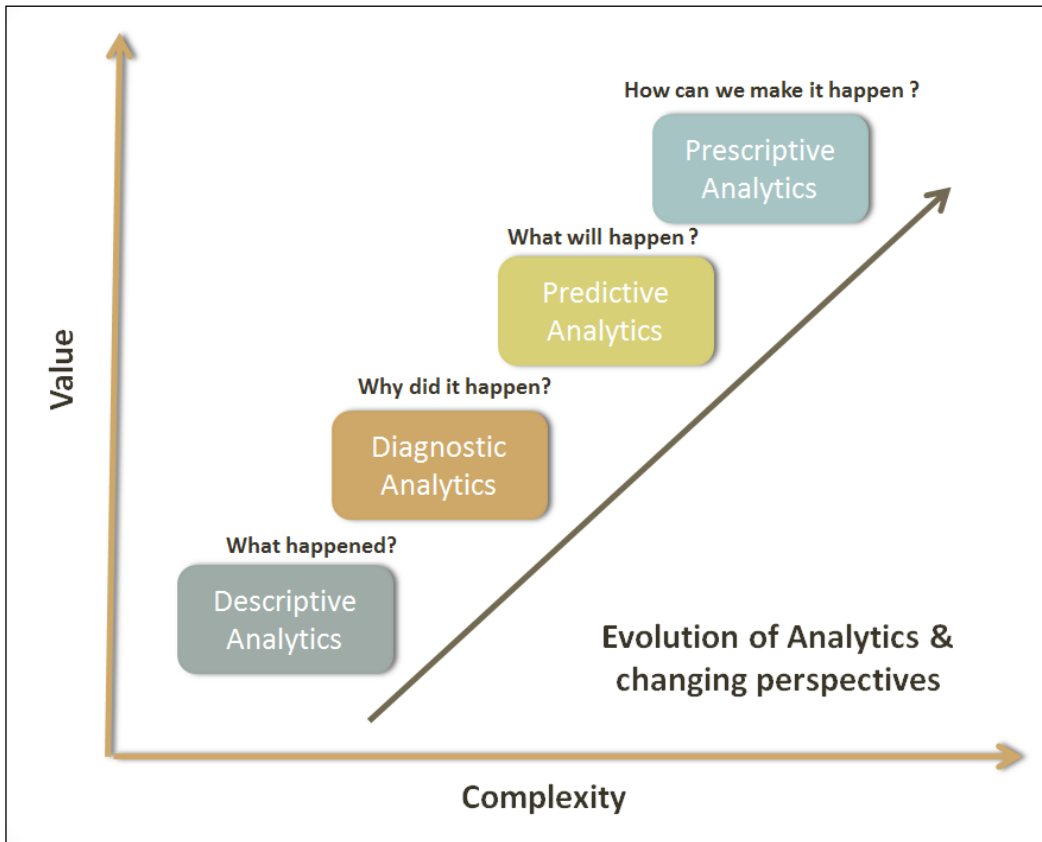 How can we make it happen ?
Prescriptive
Analytics
What will happen ?
Predictive
Analytics
Why did it happen?
Diagnostic
Analytics
What happened?
Descriptive
Analytics
Value
Evolution of Analytics &
changing perspectives
Complexity